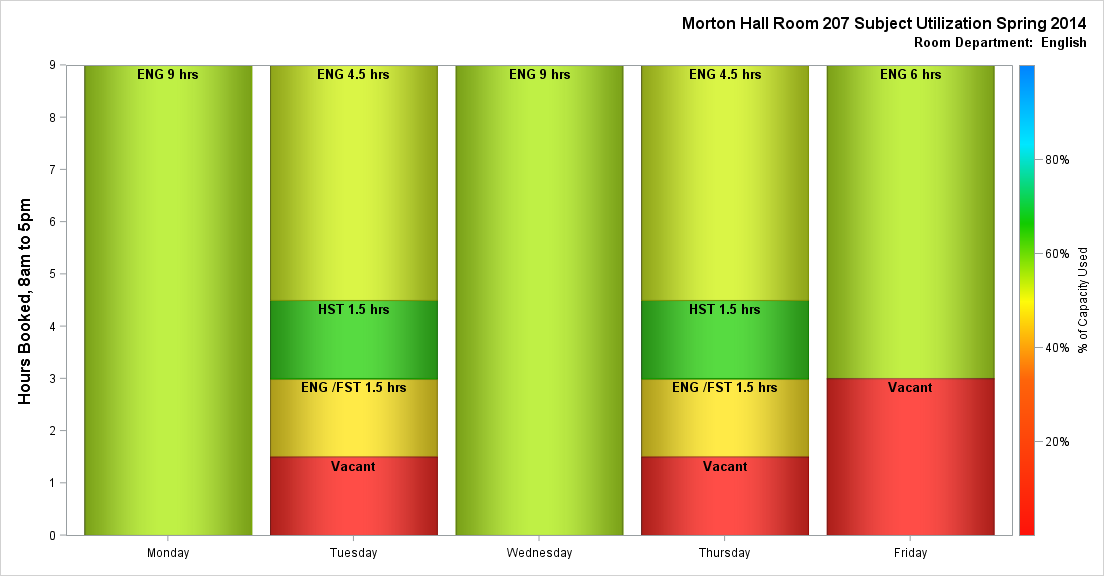 Morton Hall Room 207 Subject Utilization Spring 2014
Room Department:  English
Hours Booked, 8am to 5pm
9
8
7
6
5
4
3
2
1
0
ENG 9 hrs
ENG 4.5 hrs
HST 1.5 hrs
ENG /FST 1.5 hrs
Vacant
ENG 9 hrs
ENG 4.5 hrs
HST 1.5 hrs
ENG /FST 1.5 hrs
Vacant
ENG 6 hrs
Vacant
Monday
Tuesday
Wednesday
Thursday
Friday
80%
60%
40%
20%
% of Capacity Used